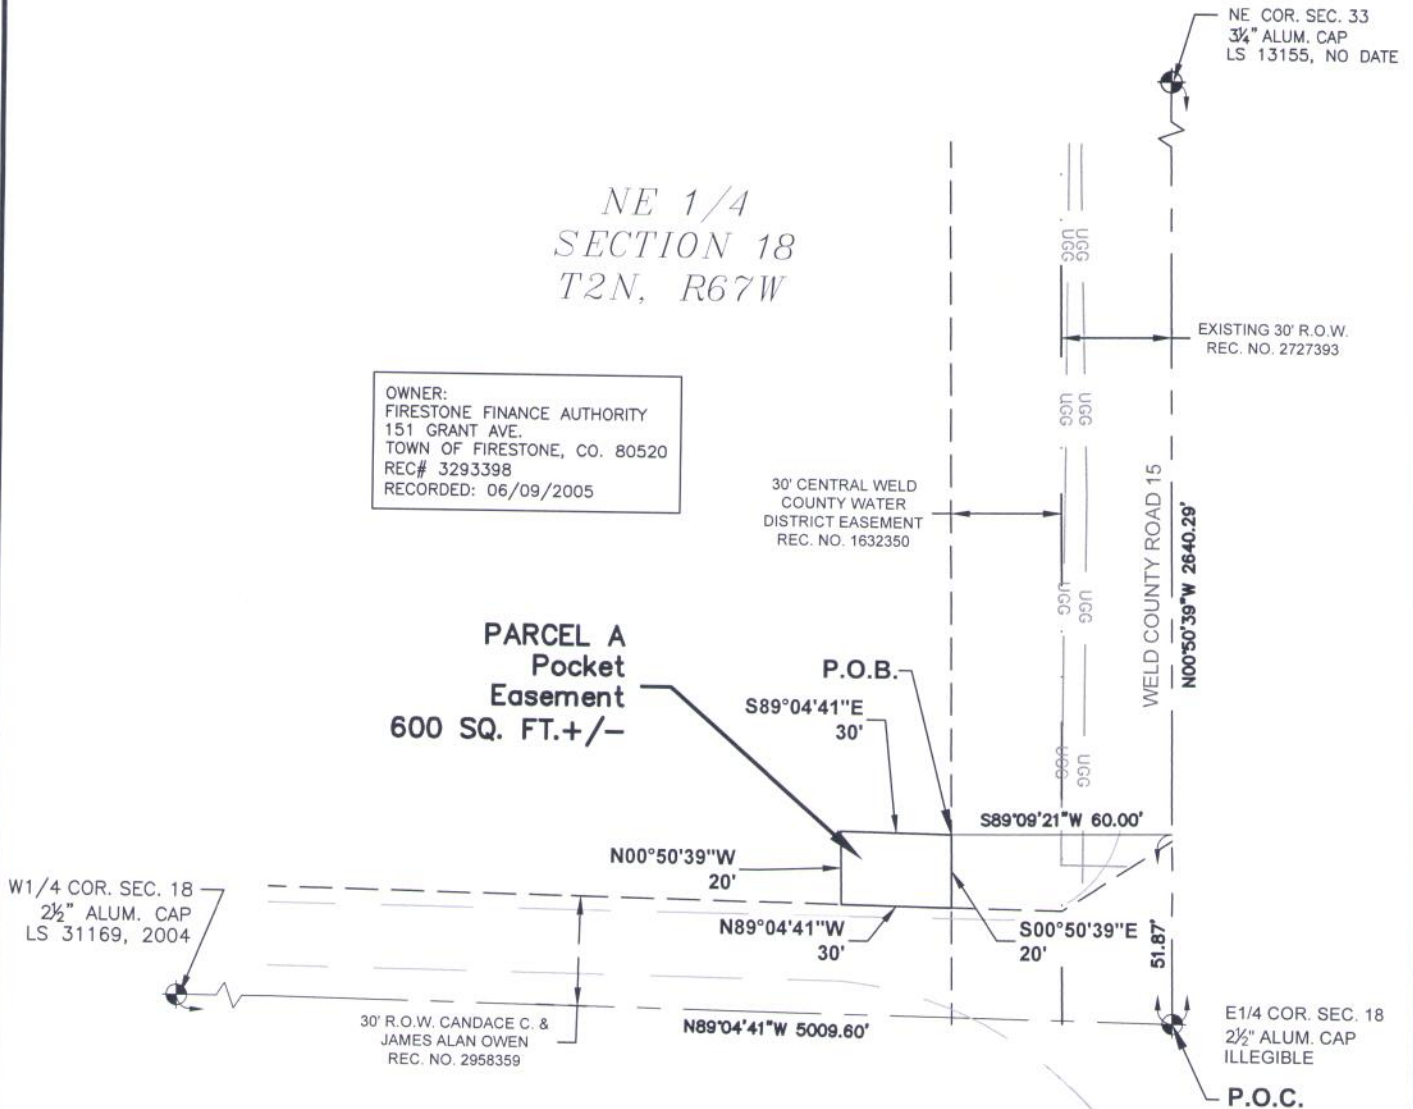 NE COR. SEC. 33
3¼" ALUM. CAP
LS 13155, NO DATE
NE 1/4
SECTION 18
T2N, R67W
UGG
UGG
EXISTING 30' R.O.W.
REC. NO. 2727393
OWNER:
FIRESTONE FINANCE AUTHORITY
151 GRANT AVE.
TOWN OF FIRESTONE, CO. 80520
REC# 3293398
RECORDED: 06/09/2005
UGG
UGG
30' CENTRAL WELD
COUNTY WATER
DISTRICT EASEMENT
REC. NO. 1632350
WELD COUNTY ROAD 15
N00°50'39"W 2640.29'
UGG
UGG
PARCEL A
Pocket
Easement
600 SQ. FT.+/-
P.O.B.
S89°04'41"E
30'
UGG
UGG
S89°09'21"W 60.00'
N00°50'39"W
20'
W1/4 COR. SEC. 18
2½" ALUM. CAP
LS 31169, 2004
N89°04'41"W
30'
S00°50'39"E
20'
51.87'
30' R.O.W. CANDACE C. &
JAMES ALAN OWEN
REC. NO. 2958359
N89°04'41"W 5009.60'
E1/4 COR. SEC. 18
2½" ALUM. CAP
ILLEGIBLE
P.O.C.